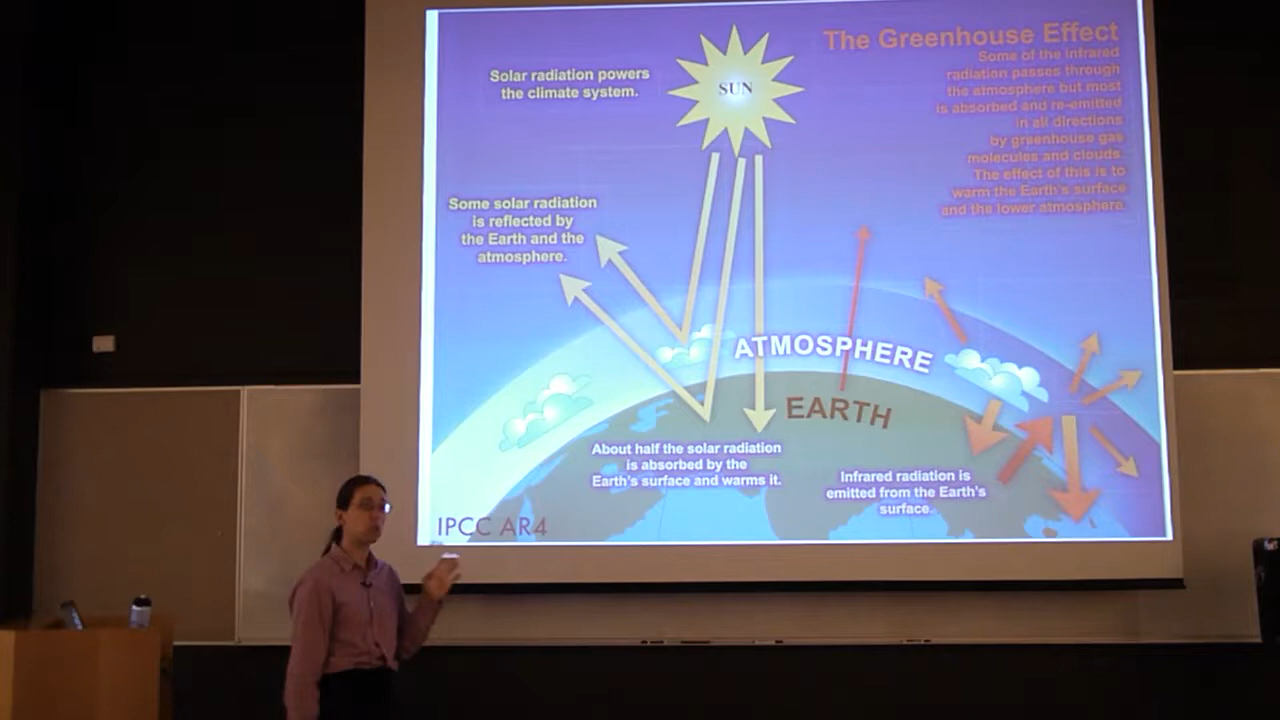 The Greenhouse Effect
Some of the infrared
radiation passes through
the atmosphere but most
is absorbed and re-emitted
in all directions
by greenhouse gas
molecules and clouds.
The effect of this is to
warm the Earth's surface
and the lower atmosphere.
Solar radiation powers
the climate system.
SUN
Some solar radiation
is reflected by
the Earth and the
atmosphere.
ATMOSPHERE
EARTH
About half the solar radiation
is absorbed by the
Earth's surface and warms it.
Infrared radiation is
emitted from the Earth's
surface.
IPCC AR4